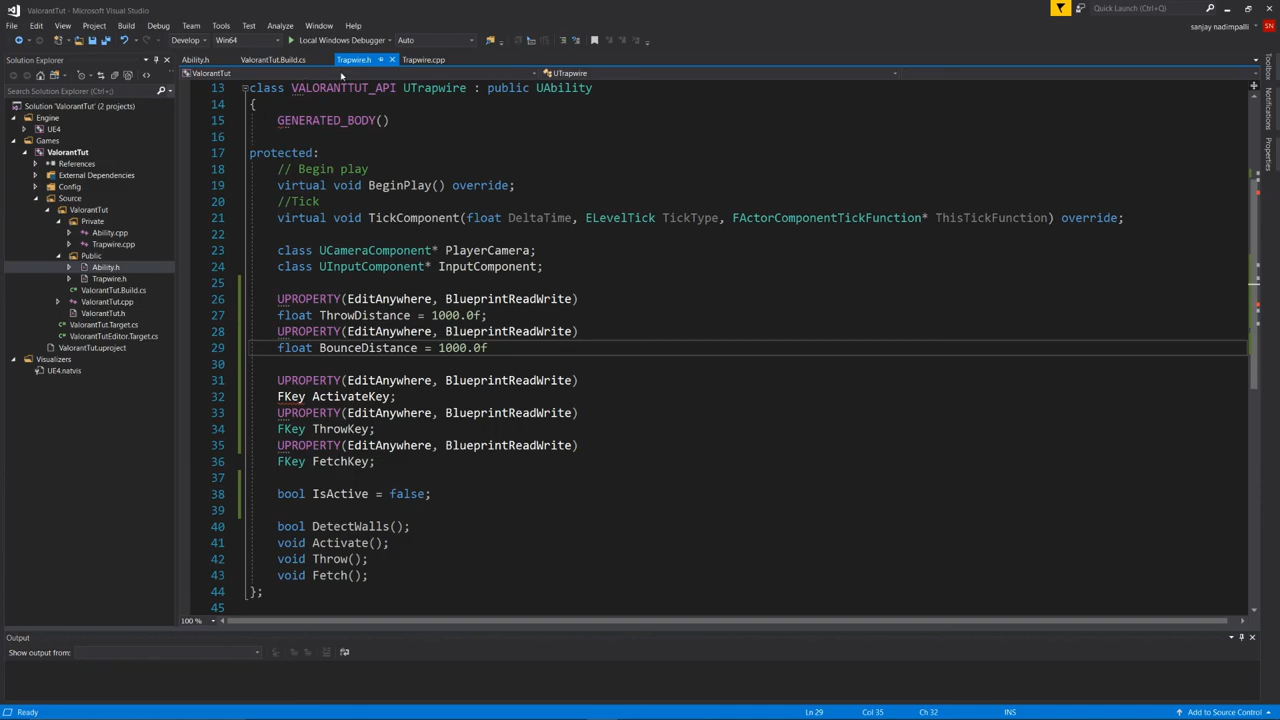 ValorantTut - Microsoft Visual Studio
Quick Launch (Ctrl+Q)
File Edit View Project Build Debug Team Tools Test Analyze Window Help
sanjay nadimpalli SN
Develop Win64 Local Windows Debugger Auto
Solution Explorer
Ability.h ValorantTut.Build.cs Trapwire.h Trapwire.cpp
ValorantTut UTrapwire
Search Solution Explorer (Ctrl+;)
Solution 'ValorantTut' (2 projects)
Engine
UE4
Games
ValorantTut
References
External Dependencies
Config
Source
ValorantTut
Private
Ability.cpp
Trapwire.cpp
Public
Ability.h
Trapwire.h
ValorantTut.Build.cs
ValorantTut.cpp
ValorantTut.h
ValorantTut.Target.cs
ValorantTutEditor.Target.cs
ValorantTut.uproject
Visualizers
UE4.natvis
13 class VALORANTTUT_API UTrapwire : public UAbility
14 {
15 GENERATED_BODY()
16
17 protected:
18 // Begin play
19 virtual void BeginPlay() override;
20 //Tick
21 virtual void TickComponent(float DeltaTime, ELevelTick TickType, FActorComponentTickFunction* ThisTickFunction) override;
22
23 class UCameraComponent* PlayerCamera;
24 class UInputComponent* InputComponent;
25
26 UPROPERTY(EditAnywhere, BlueprintReadWrite)
27 float ThrowDistance = 1000.0f;
28 UPROPERTY(EditAnywhere, BlueprintReadWrite)
29 float BounceDistance = 1000.0f
30
31 UPROPERTY(EditAnywhere, BlueprintReadWrite)
32 FKey ActivateKey;
33 UPROPERTY(EditAnywhere, BlueprintReadWrite)
34 FKey ThrowKey;
35 UPROPERTY(EditAnywhere, BlueprintReadWrite)
36 FKey FetchKey;
37
38 bool IsActive = false;
39
40 bool DetectWalls();
41 void Activate();
42 void Throw();
43 void Fetch();
44 };
45
100 %
Toolbox
Notifications
Properties
Output
Show output from:
Ready Ln 29 Col 35 Ch 32 INS Add to Source Control